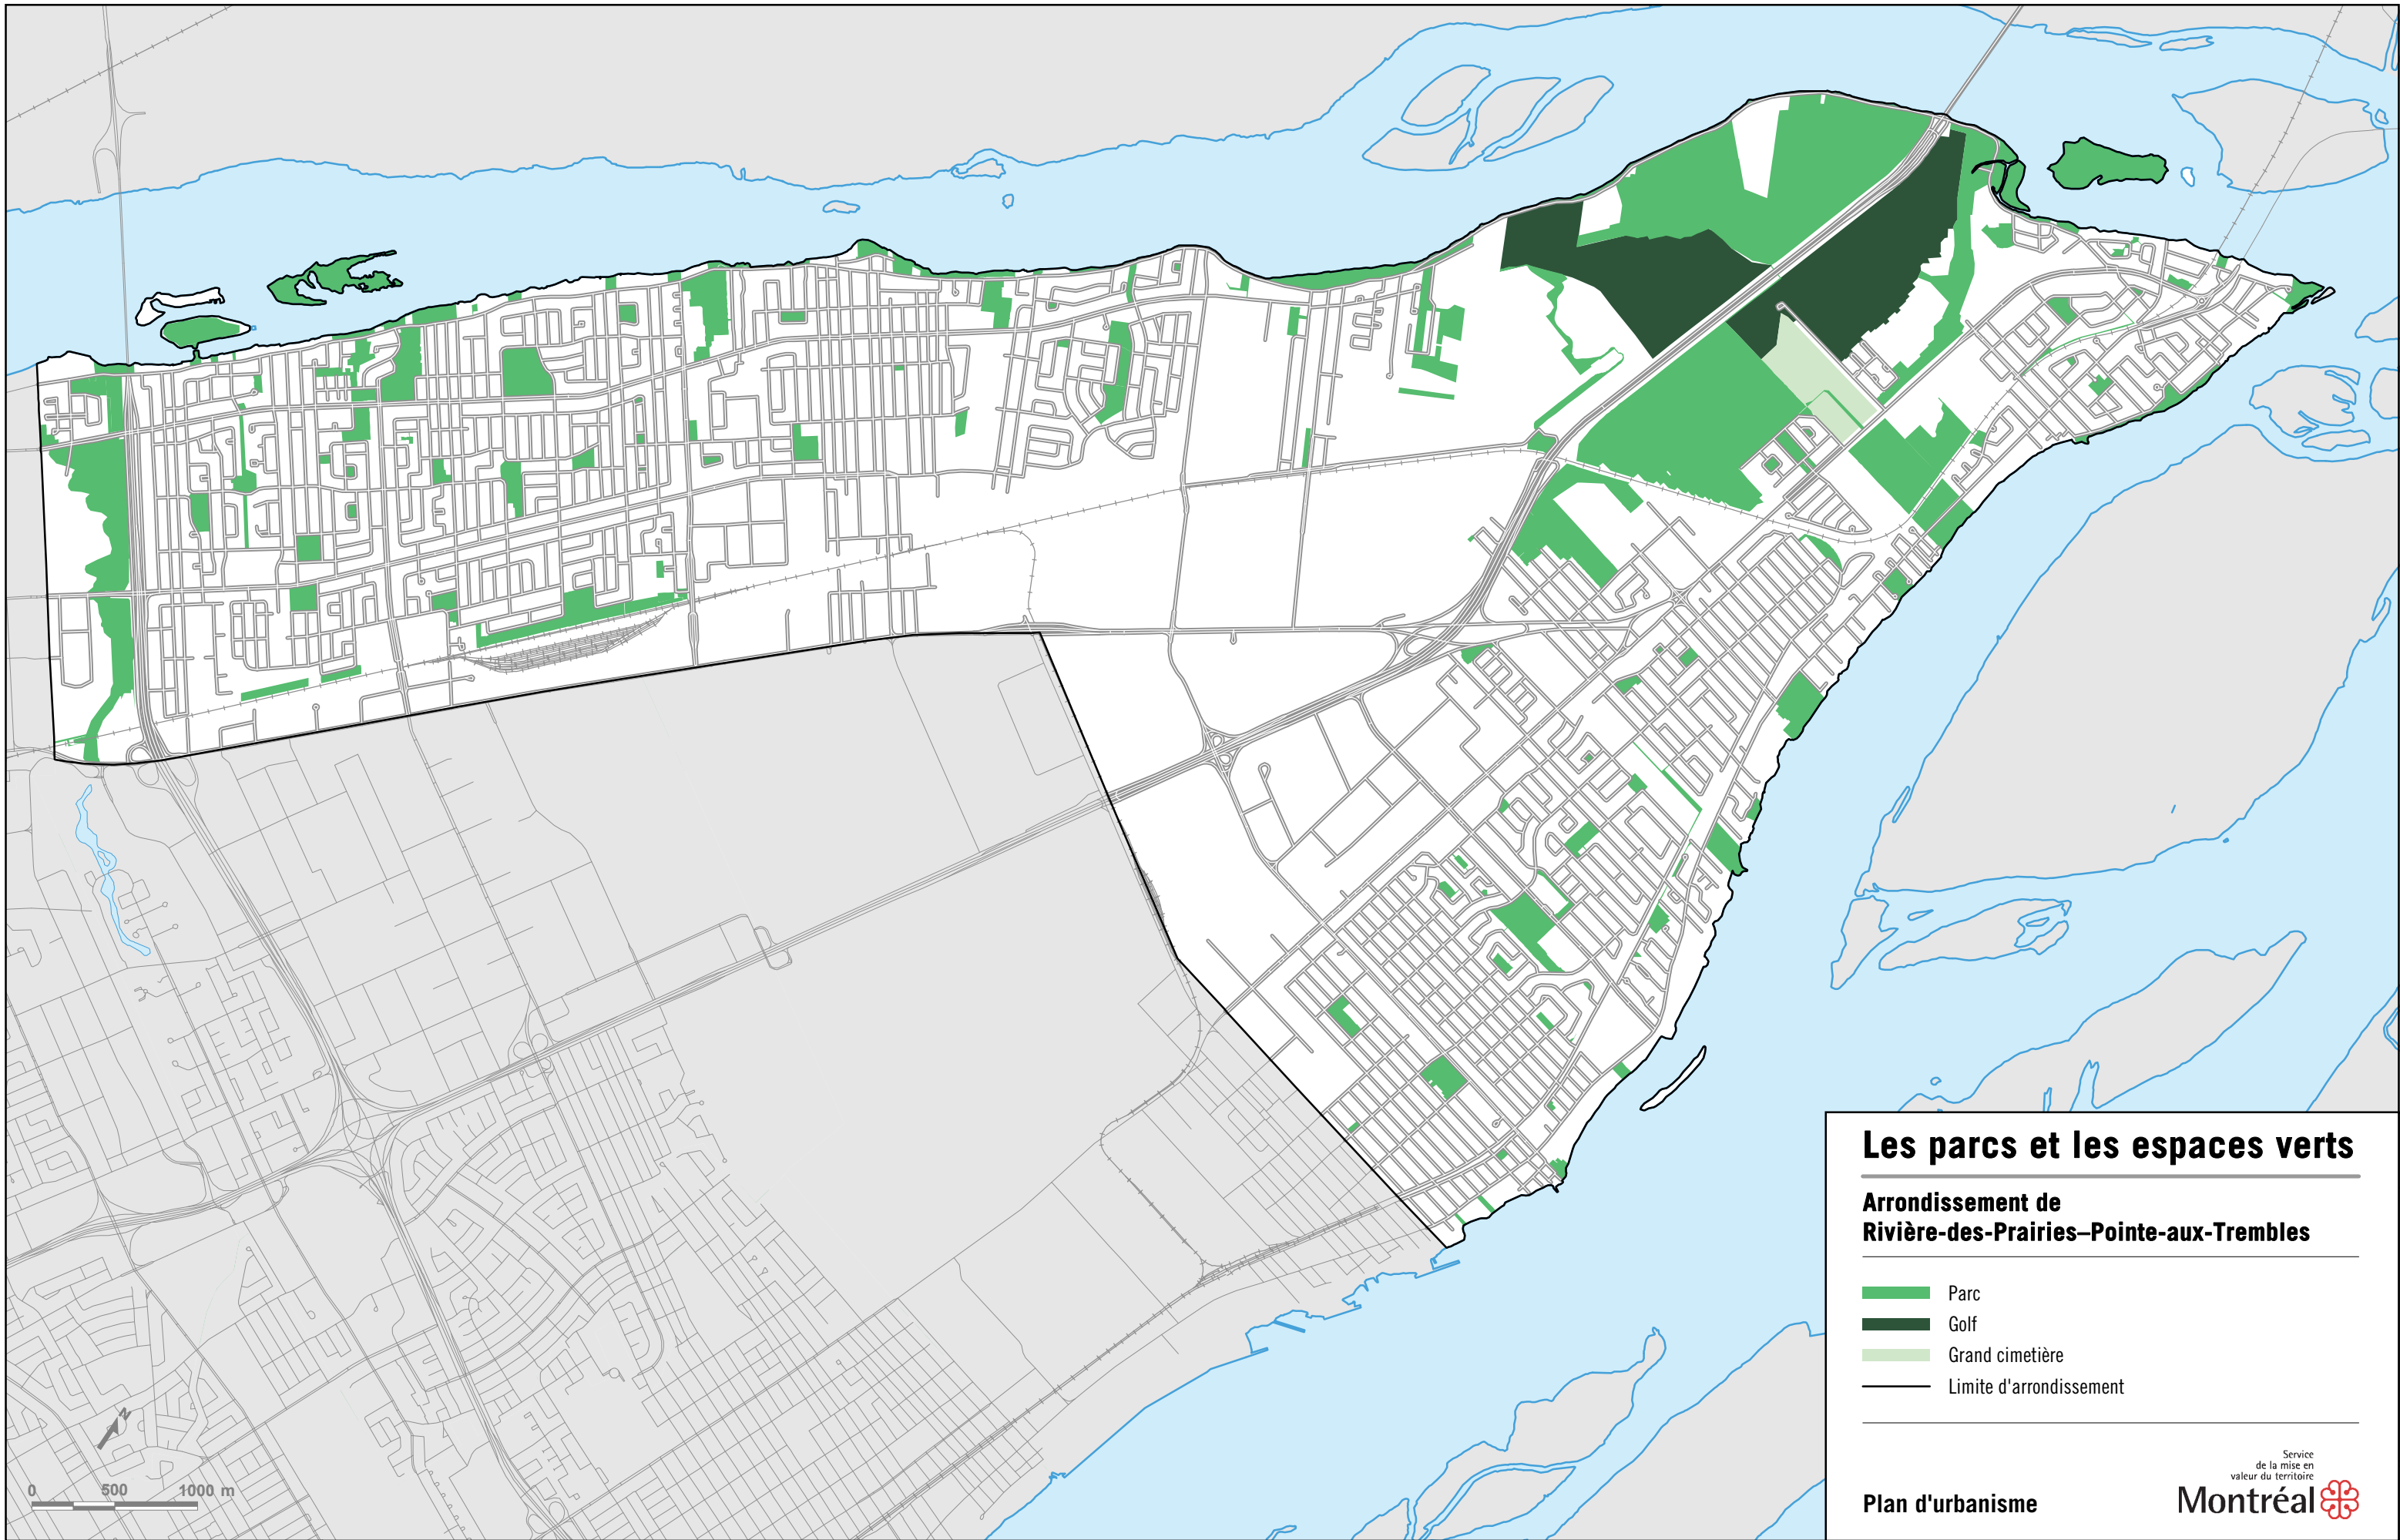 Les parcs et les espaces verts
Arrondissement de
Rivière-des-Prairies–Pointe-aux-Trembles
Parc
Golf
Grand cimetière
Limite d'arrondissement
Service
de la mise en
valeur du territoire
Plan d'urbanisme
Montréal
N
0 500 1000 m